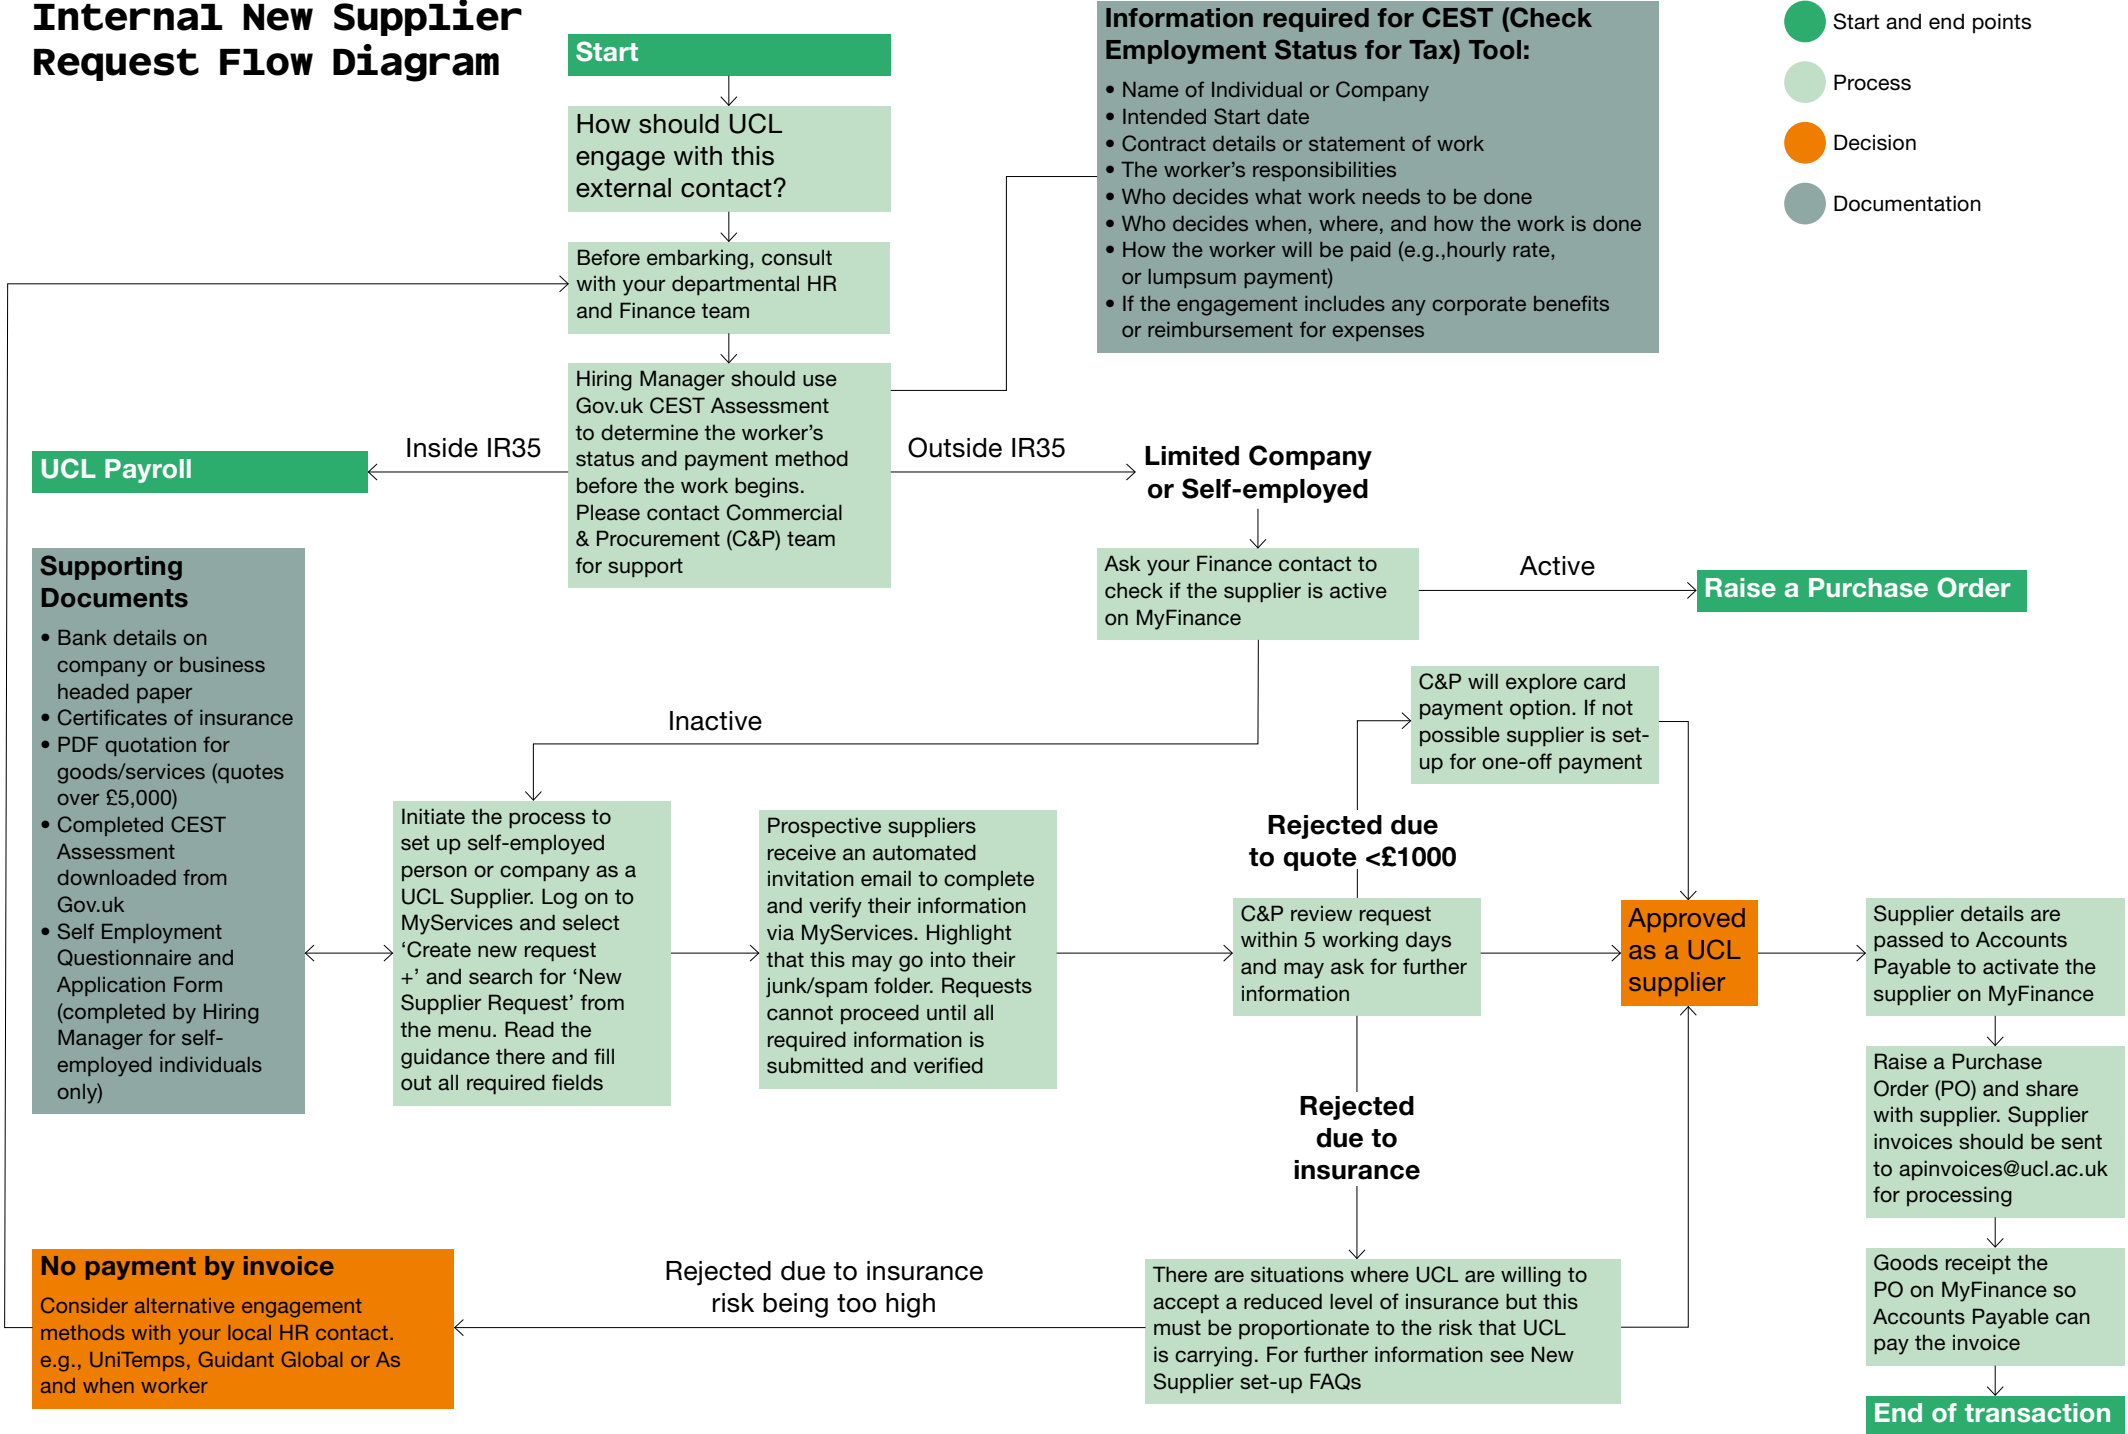 Internal New Supplier
Request Flow Diagram
Start
How should UCL
engage with this
external contact?
Before embarking, consult
with your departmental HR
and Finance team
Hiring Manager should use
Gov.uk CEST Assessment
to determine the worker's
status and payment method
before the work begins.
Please contact Commercial
& Procurement (C&P) team
for support
Information required for CEST (Check
Employment Status for Tax) Tool:
• Name of Individual or Company
• Intended Start date
• Contract details or statement of work
• The worker's responsibilities
• Who decides what work needs to be done
• Who decides when, where, and how the work is done
• How the worker will be paid (e.g.,hourly rate,
or lumpsum payment)
• If the engagement includes any corporate benefits
or reimbursement for expenses
Start and end points
Process
Decision
Documentation
Inside IR35
UCL Payroll
Outside IR35
Limited Company
or Self-employed
Ask your Finance contact to
check if the supplier is active
on MyFinance
Active
Raise a Purchase Order
Inactive
Supporting
Documents
• Bank details on
company or business
headed paper
• Certificates of insurance
• PDF quotation for
goods/services (quotes
over £5,000)
• Completed CEST
Assessment
downloaded from
Gov.uk
• Self Employment
Questionnaire and
Application Form
(completed by Hiring
Manager for self-
employed individuals
only)
Initiate the process to
set up self-employed
person or company as a
UCL Supplier. Log on to
MyServices and select
‘Create new request
+’ and search for ‘New
Supplier Request’ from
the menu. Read the
guidance there and fill
out all required fields
Prospective suppliers
receive an automated
invitation email to complete
and verify their information
via MyServices. Highlight
that this may go into their
junk/spam folder. Requests
cannot proceed until all
required information is
submitted and verified
C&P review request
within 5 working days
and may ask for further
information
Rejected due
to quote <£1000
C&P will explore card
payment option. If not
possible supplier is set-
up for one-off payment
Approved
as a UCL
supplier
Supplier details are
passed to Accounts
Payable to activate the
supplier on MyFinance
Raise a Purchase
Order (PO) and share
with supplier. Supplier
invoices should be sent
to apinvoices@ucl.ac.uk
for processing
Goods receipt the
PO on MyFinance so
Accounts Payable can
pay the invoice
End of transaction
Rejected
due to
insurance
There are situations where UCL are willing to
accept a reduced level of insurance but this
must be proportionate to the risk that UCL
is carrying. For further information see New
Supplier set-up FAQs
Rejected due to insurance
risk being too high
No payment by invoice
Consider alternative engagement
methods with your local HR contact.
e.g., UniTemps, Guidant Global or As
and when worker